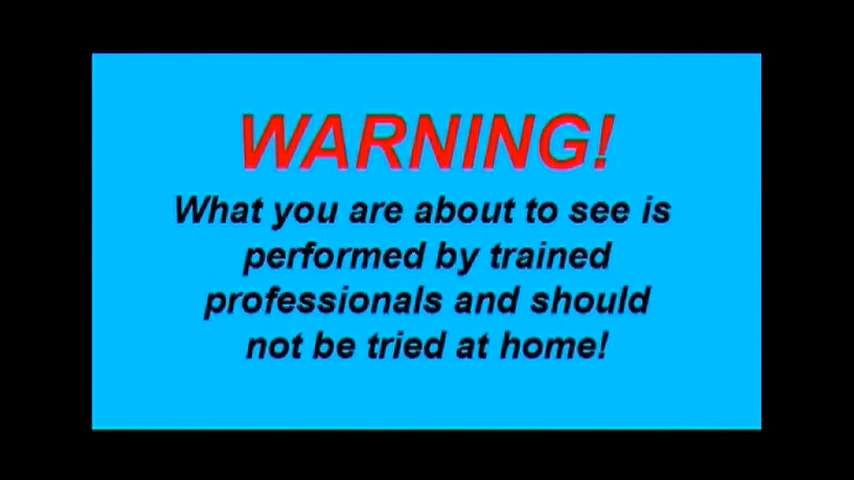 WARNING!
What you are about to see is
performed by trained
professionals and should
not be tried at home!